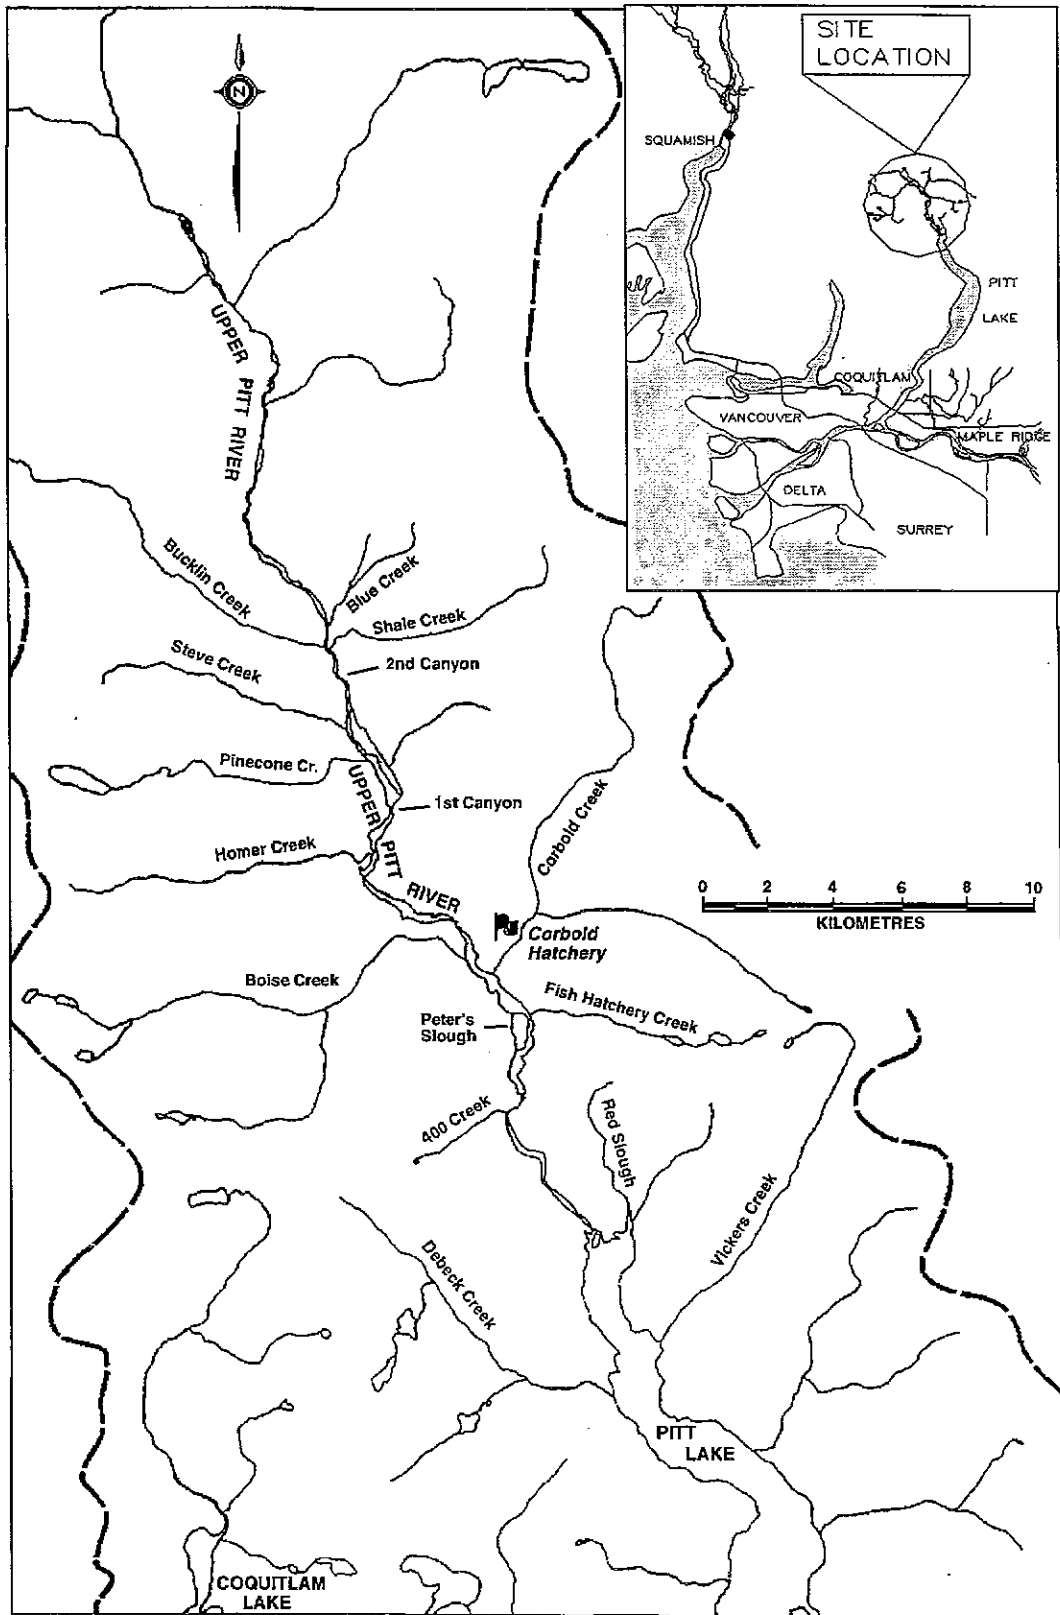 SITE
LOCATION
SQUAMISH
PITT
LAKE
COQUITLAM
VANCOUVER
MAPLE RIDGE
DELTA
SURREY
N
UPPER PITT RIVER
Bucklin Creek
Blue Creek
Shale Creek
2nd Canyon
Steve Creek
Pinecone Cr.
UPPER PITT RIVER
1st Canyon
Homer Creek
Corbold Creek
0 2 4 6 8 10
KILOMETRES
Corbold
Hatchery
Boise Creek
Fish Hatchery Creek
Peter's
Slough
400 Creek
Red Slough
Vickers Creek
Debeck Creek
PITT
LAKE
COQUITLAM
LAKE